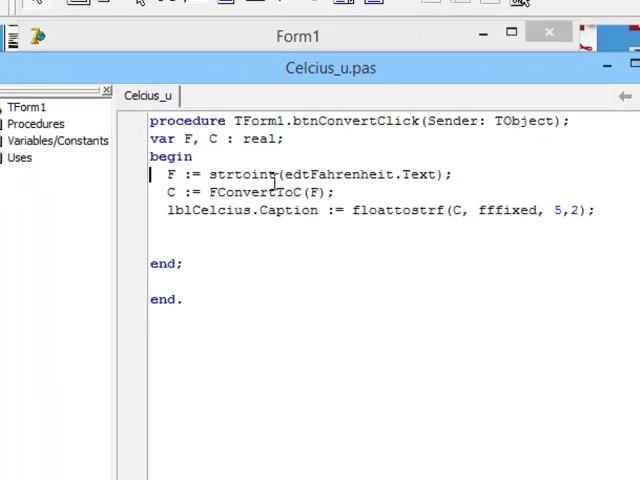 Form1
Celcius_u.pas
TForm1
Procedures
Variables/Constants
Uses
Celcius_u
procedure TForm1.btnConvertClick(Sender: TObject);
var F, C : real;
begin
F := strtoint(edtFahrenheit.Text);
C := FConvertToC(F);
lblCelcius.Caption := floattostrf(C, fffixed, 5,2);
end;
end.